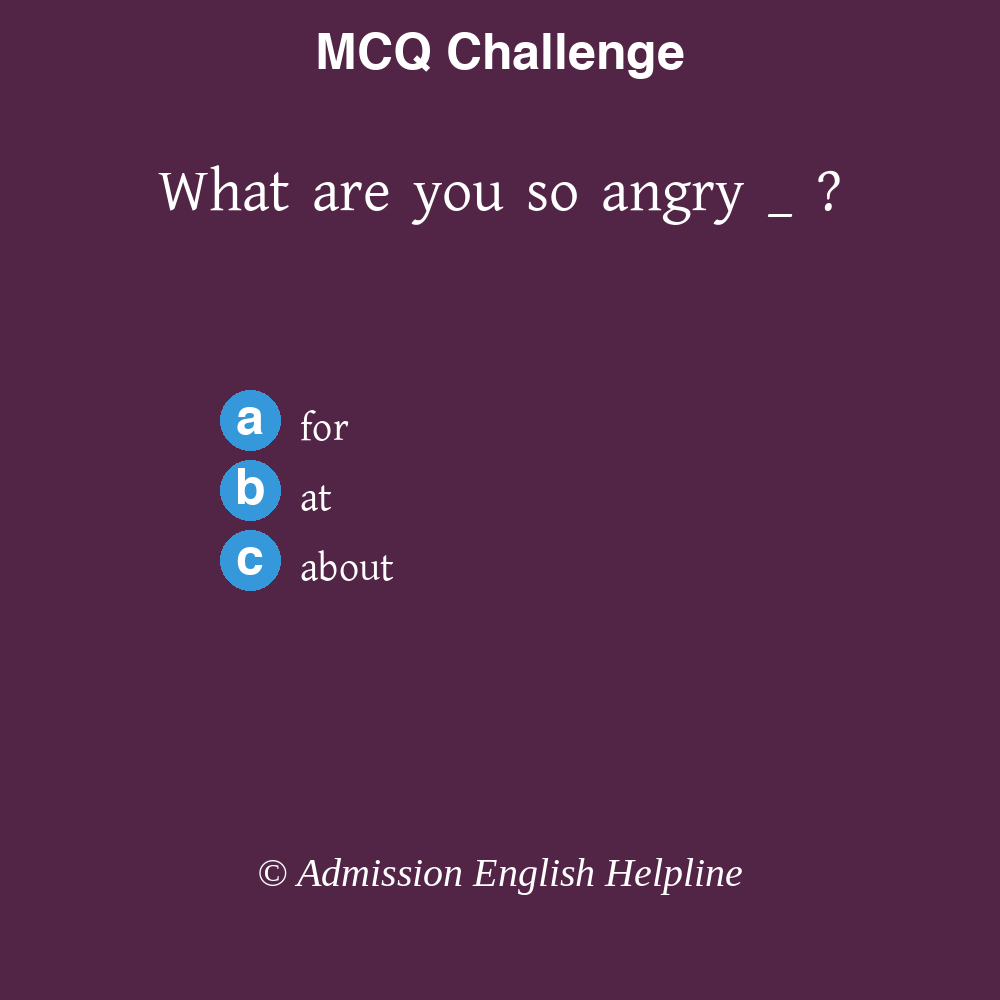 MCQ Challenge
What are you so angry _ ?
a for
b at
c about
© Admission English Helpline